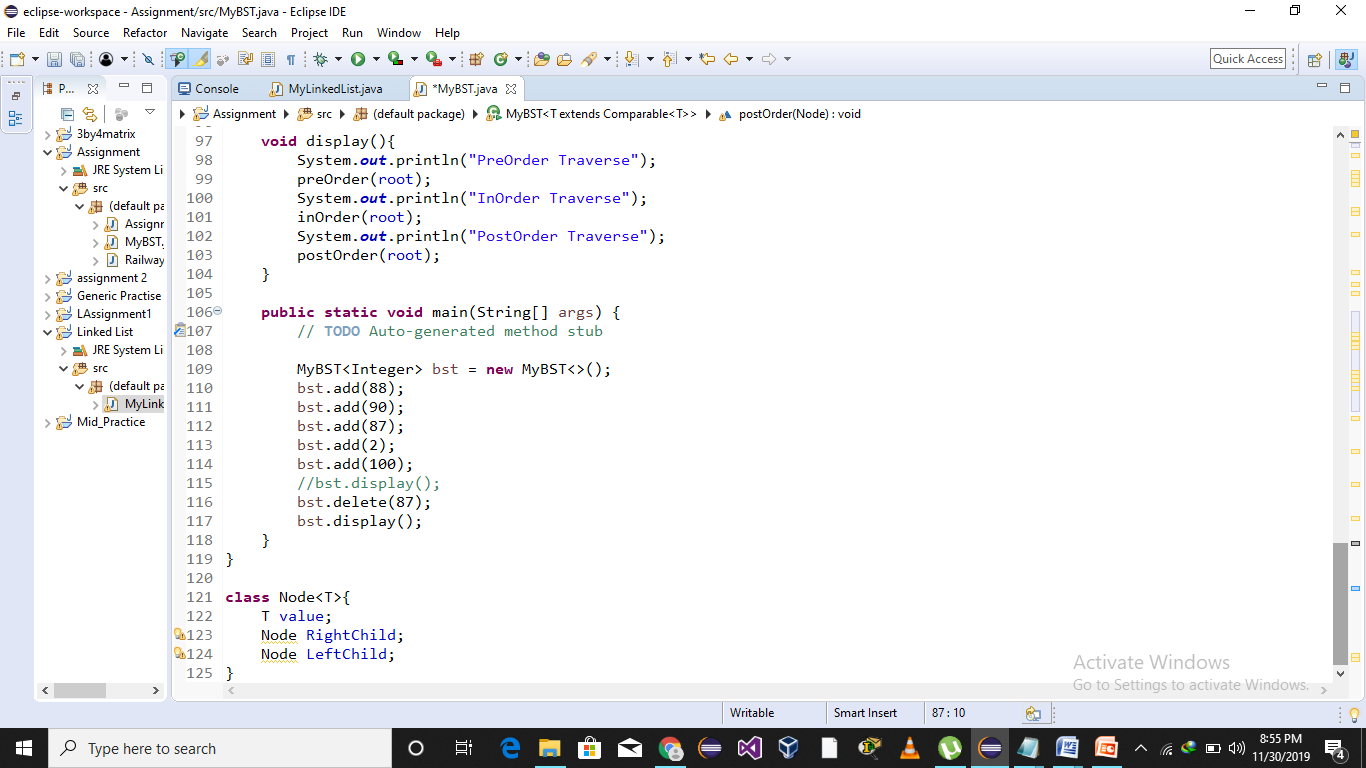 eclipse-workspace - Assignment/src/MyBST.java - Eclipse IDE
File Edit Source Refactor Navigate Search Project Run Window Help
Quick Access
P...
Console MyLinkedList.java *MyBST.java
Assignment src (default package) MyBST<T extends Comparable<T>> postOrder(Node) : void
3by4matrix
Assignment
JRE System Li
src
(default pa
Assignr
MyBST.
Railway
assignment 2
Generic Practise
LAssignment1
Linked List
JRE System Li
src
(default pa
MyLink
Mid_Practice
97 void display(){
98 System.out.println("PreOrder Traverse");
99 preOrder(root);
100 System.out.println("InOrder Traverse");
101 inOrder(root);
102 System.out.println("PostOrder Traverse");
103 postOrder(root);
104 }
105
106 public static void main(String[] args) {
107 // TODO Auto-generated method stub
108
109 MyBST<Integer> bst = new MyBST<>();
110 bst.add(88);
111 bst.add(90);
112 bst.add(87);
113 bst.add(2);
114 bst.add(100);
115 //bst.display();
116 bst.delete(87);
117 bst.display();
118 }
119 }
120
121 class Node<T>{
122 T value;
123 Node RightChild;
124 Node LeftChild;
125 }
Activate Windows
Go to Settings to activate Windows.
Writable Smart Insert 87 : 10
Type here to search
8:55 PM
11/30/2019
4